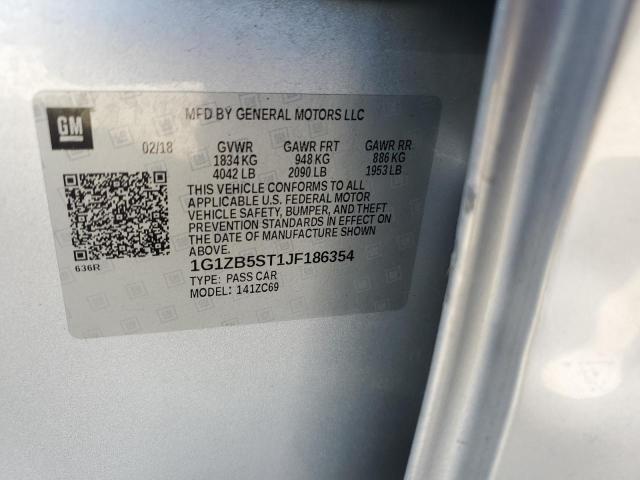 GM
MFD BY GENERAL MOTORS LLC
02/18 GVWR GAWR FRT GAWR RR
1834 KG 948 KG 886 KG
4042 LB 2090 LB 1953 LB
THIS VEHICLE CONFORMS TO ALL
APPLICABLE U.S. FEDERAL MOTOR
VEHICLE SAFETY, BUMPER, AND THEFT
PREVENTION STANDARDS IN EFFECT ON
THE DATE OF MANUFACTURE SHOWN
ABOVE.
636R
1G1ZB5ST1JF186354
TYPE: PASS CAR
MODEL: 141ZC69